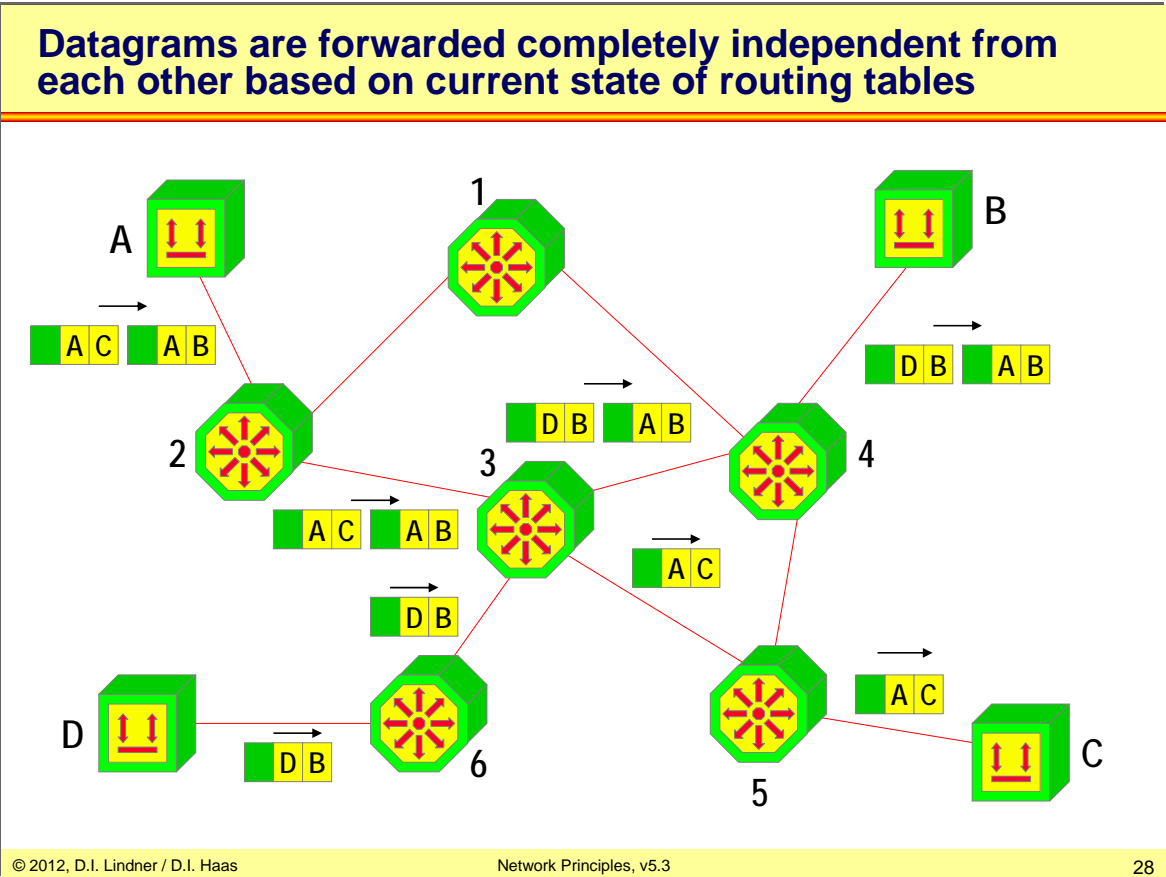 Datagrams are forwarded completely independent from
each other based on current state of routing tables
A
1
B
A C A B
D B A B
D B A B
2
3
4
A C A B
A C
D B
A C
D
D B
6
5
C
© 2012, D.I. Lindner / D.I. Haas
Network Principles, v5.3
28